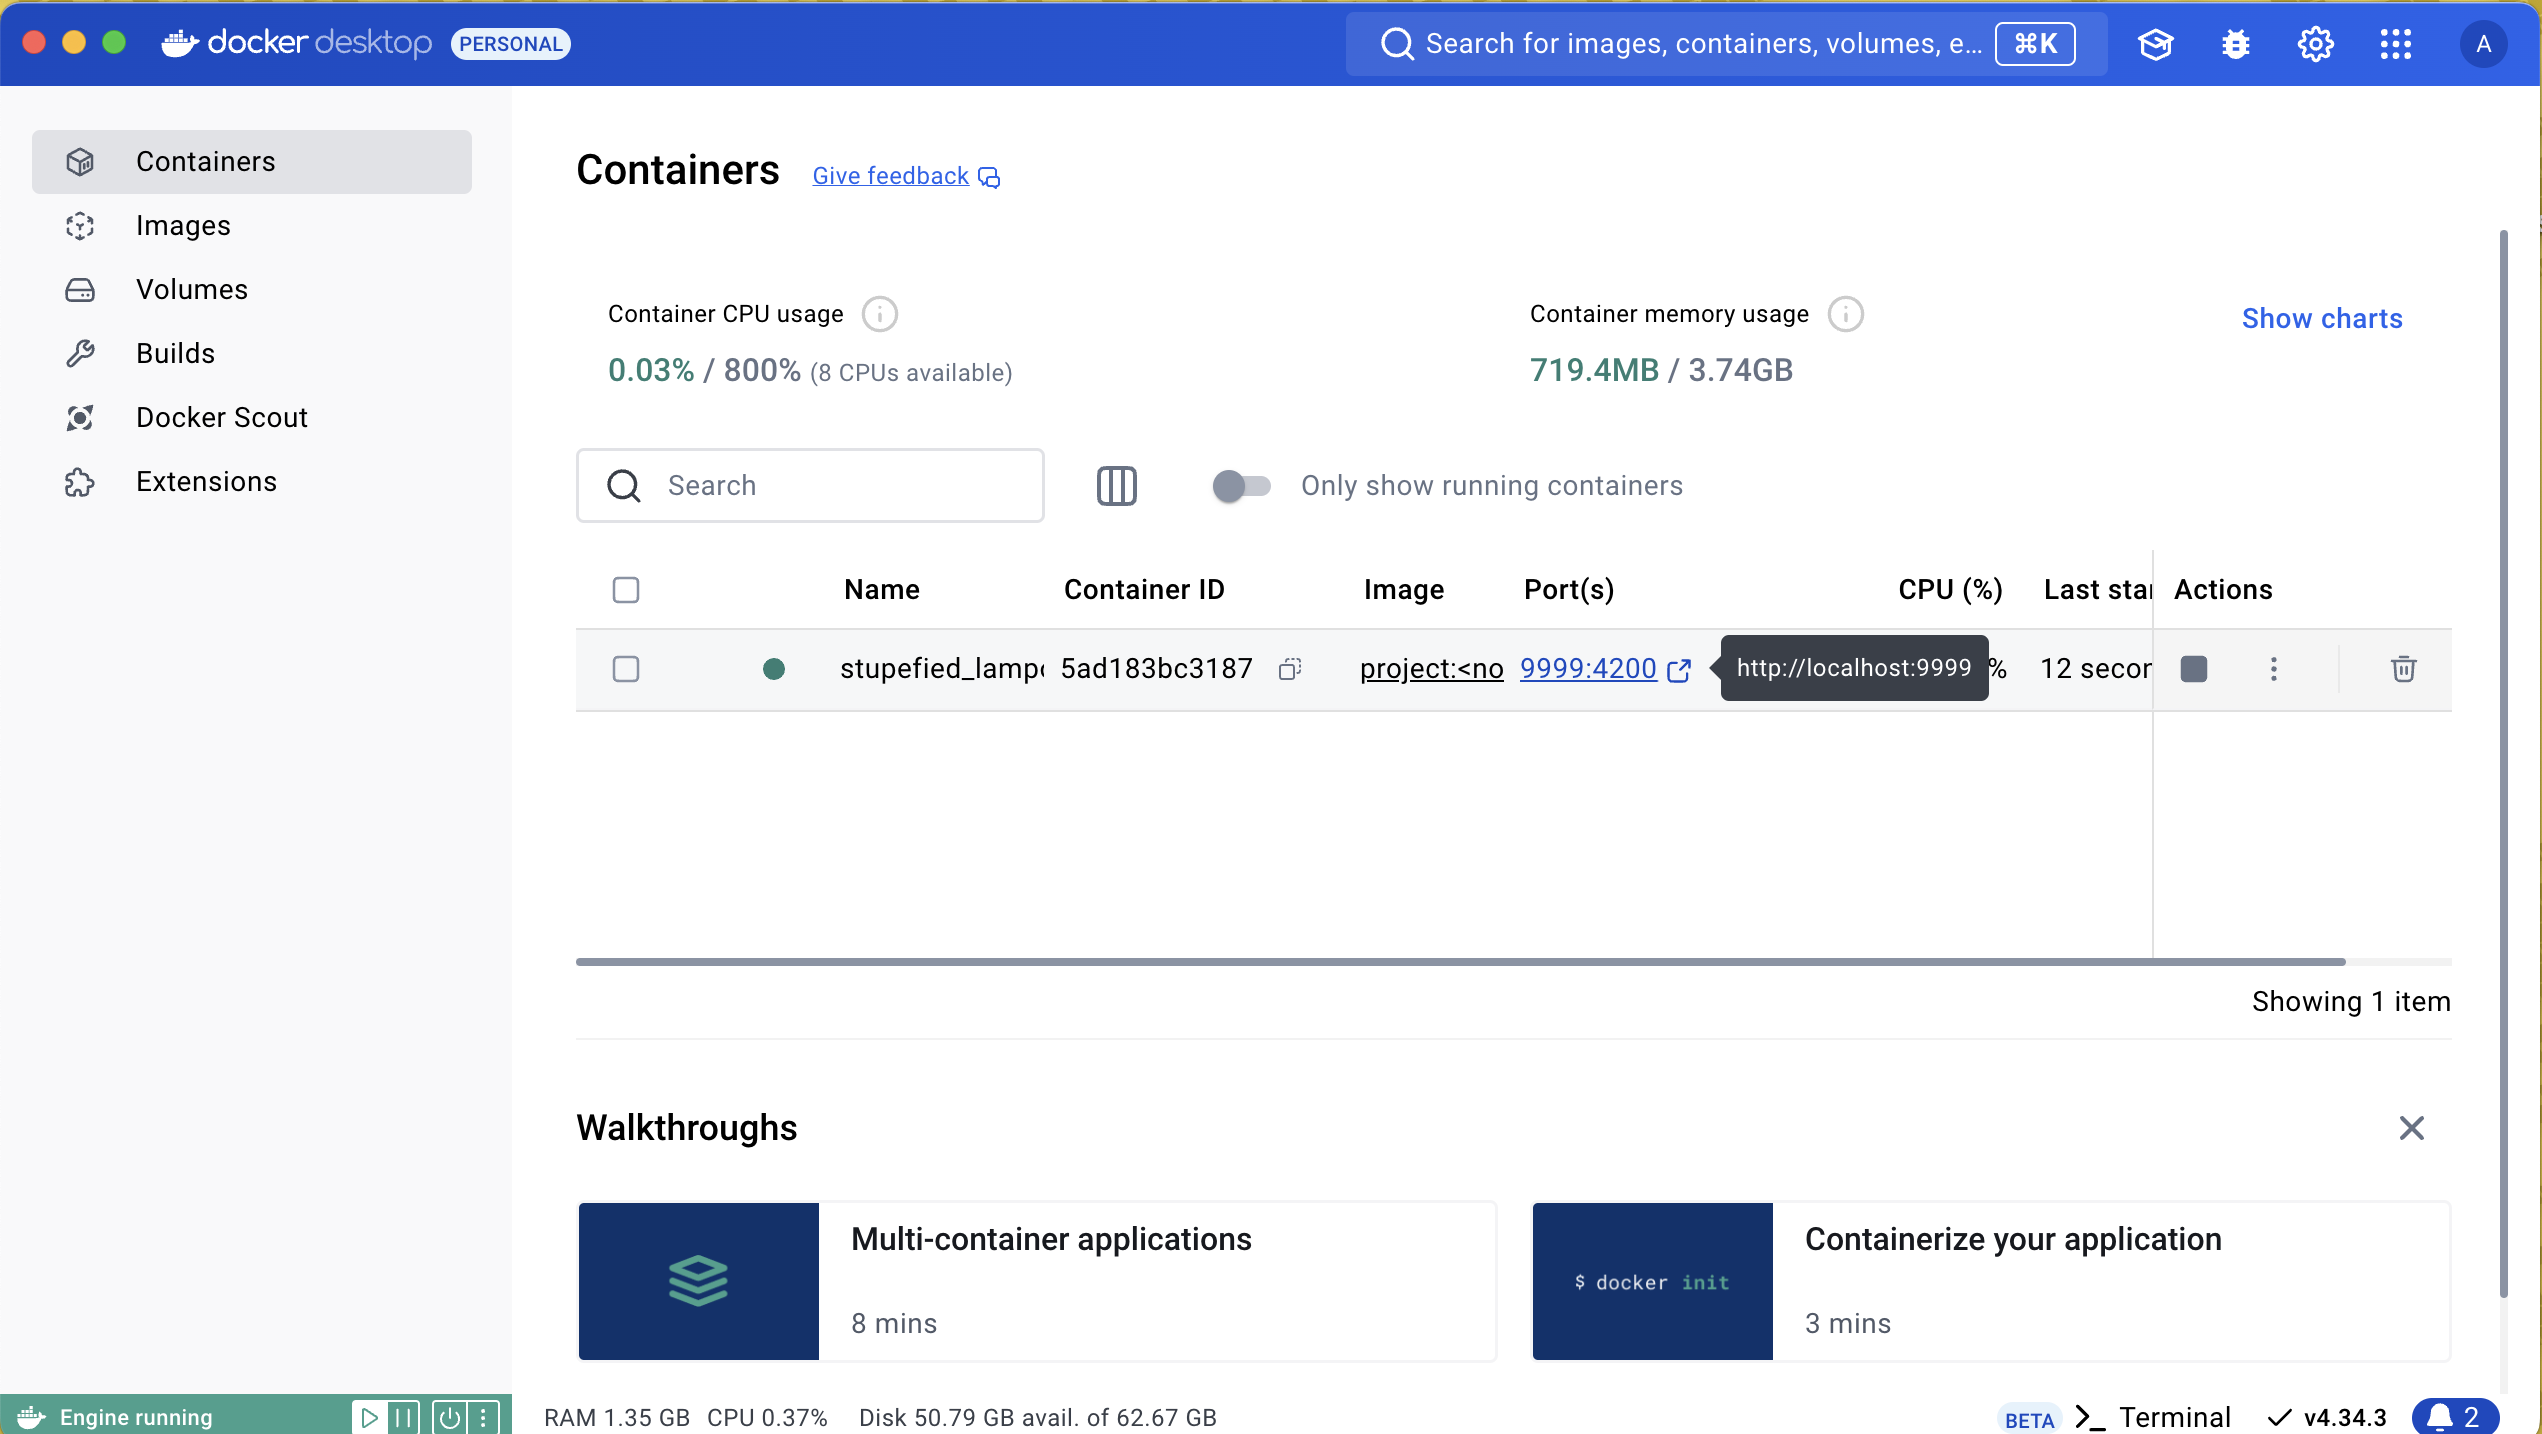 docker desktop PERSONAL
Search for images, containers, volumes, e... ⌘K
A
Containers
Images
Volumes
Builds
Docker Scout
Extensions
Containers Give feedback
Container CPU usage
0.03% / 800% (8 CPUs available)
Container memory usage
719.4MB / 3.74GB
Show charts
Search
Only show running containers
Name Container ID Image Port(s) CPU (%) Last star Actions
stupefied_lampo 5ad183bc3187 project:<no 9999:4200 http://localhost:9999 % 12 secon
Showing 1 item
Walkthroughs
Multi-container applications
8 mins
$ docker init
Containerize your application
3 mins
Engine running
RAM 1.35 GB CPU 0.37% Disk 50.79 GB avail. of 62.67 GB
BETA >_ Terminal v4.34.3 2